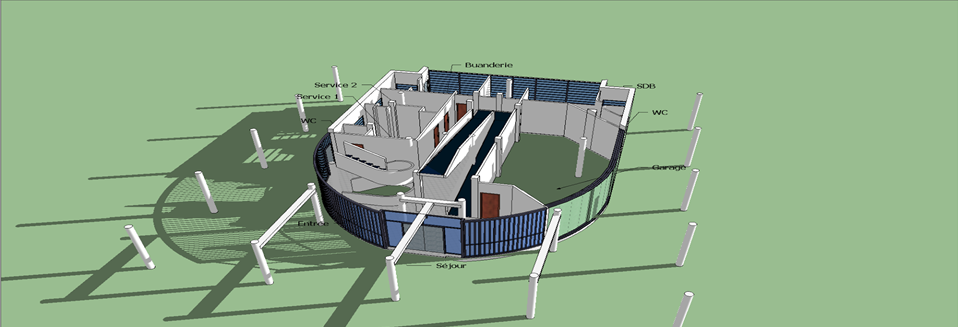 Buanderie
Service 2
SDB
Service 1
WC
WC
Garage
Entrée
Séjour